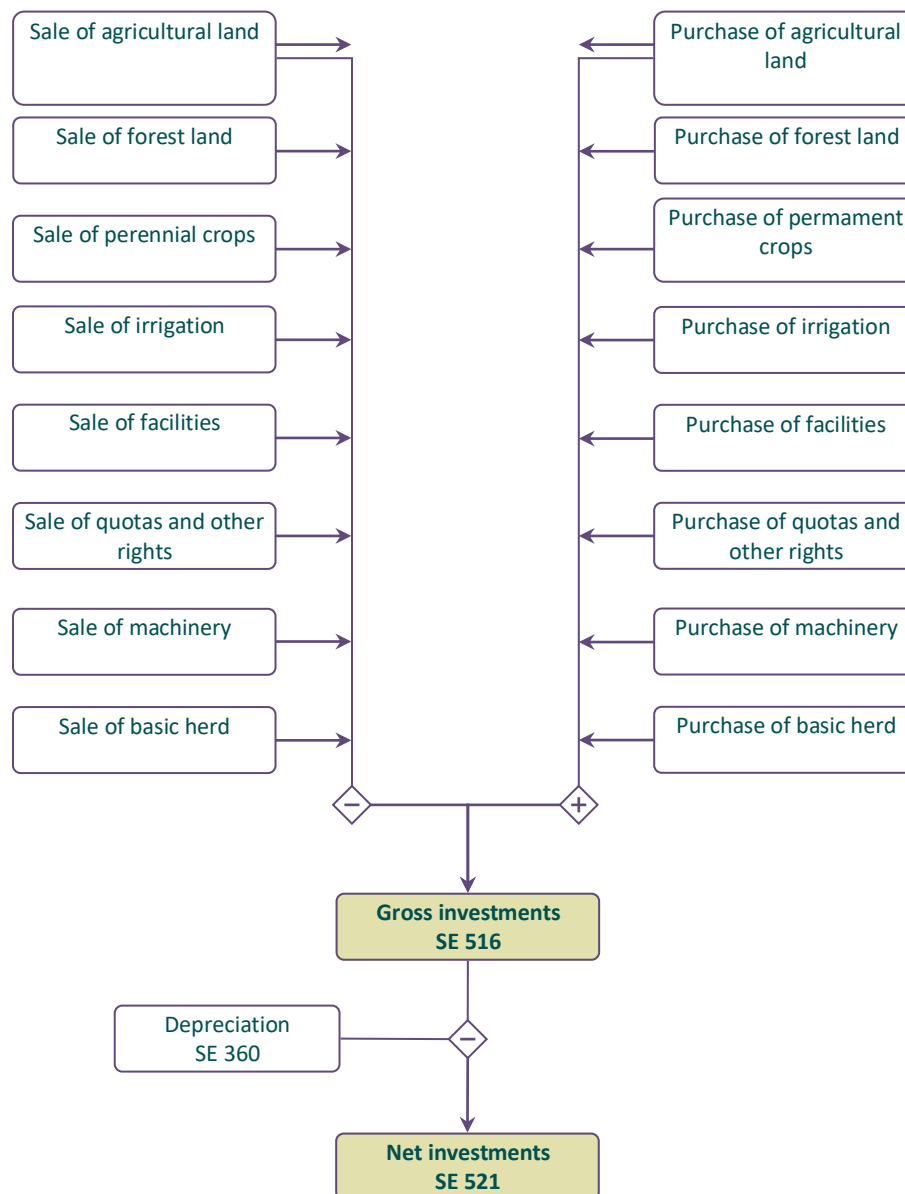 Sale of agricultural land
Purchase of agricultural
land
Sale of forest land
Purchase of forest land
Sale of perennial crops
Purchase of permament
crops
Sale of irrigation
Purchase of irrigation
Sale of facilities
Purchase of facilities
Sale of quotas and other
rights
Purchase of quotas and
other rights
Sale of machinery
Purchase of machinery
Sale of basic herd
Purchase of basic herd
−
+
Gross investments
SE 516
Depreciation
SE 360
−
Net investments
SE 521